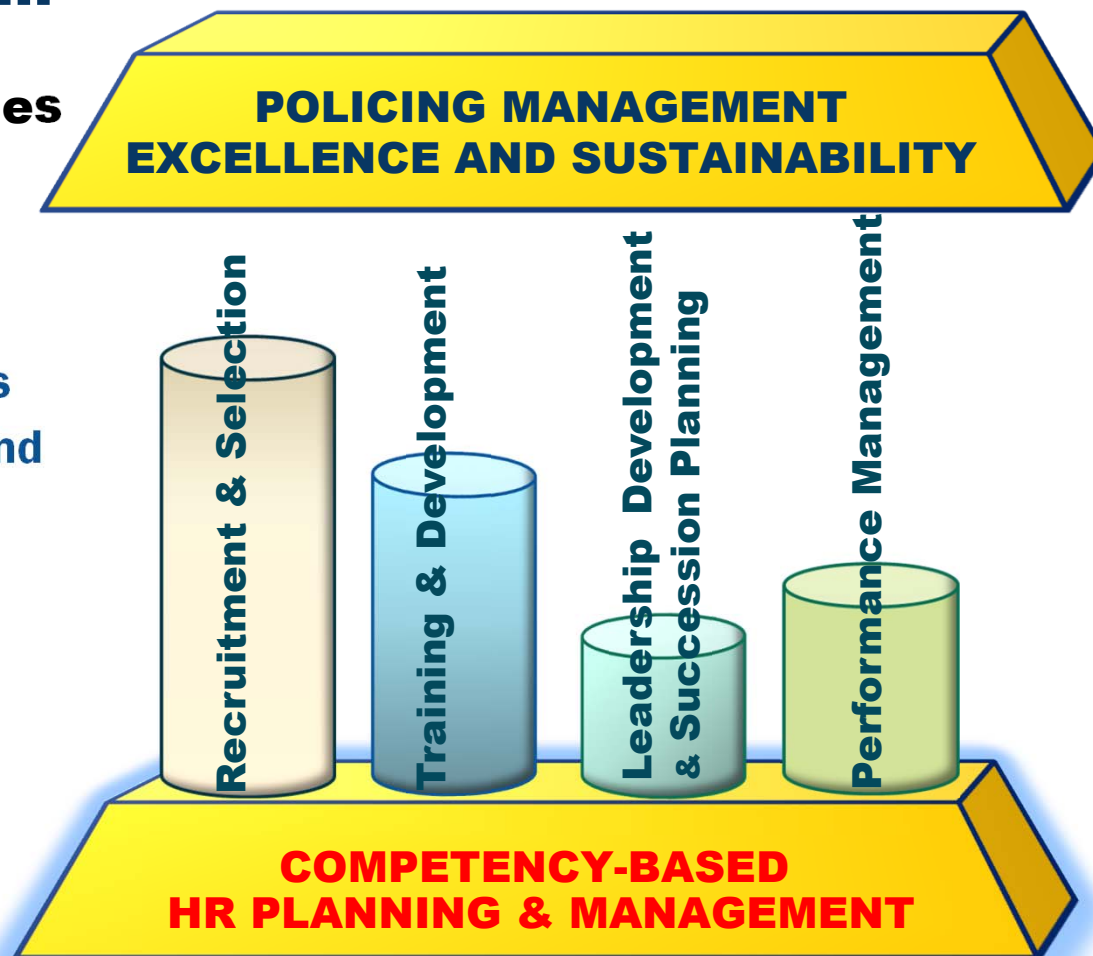 es
POLICING MANAGEMENT
EXCELLENCE AND SUSTAINABILITY
s
nd
Recruitment & Selection
Training & Development
Leadership Development
& Succession Planning
Performance Management
COMPETENCY-BASED
HR PLANNING & MANAGEMENT